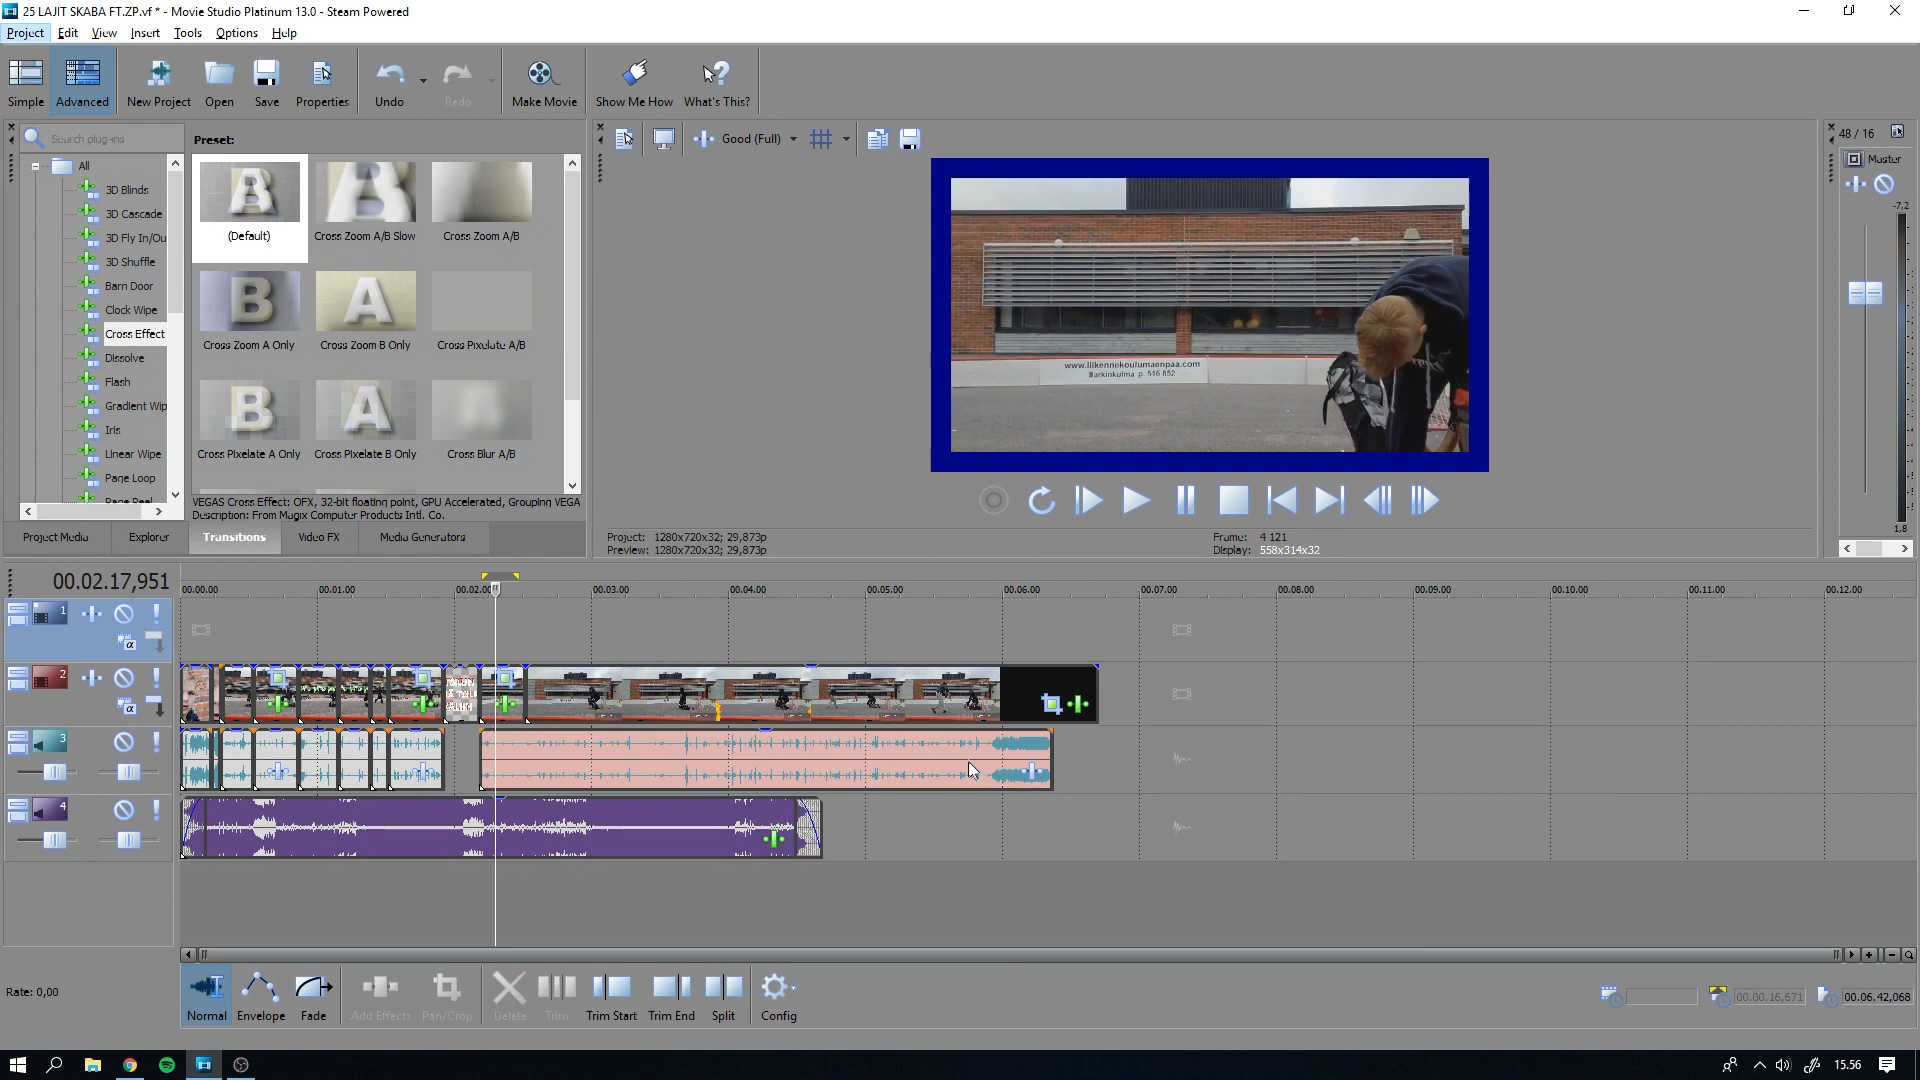 25 LAJIT SKABA FT.ZP.vf * - Movie Studio Platinum 13.0 - Steam Powered
Project Edit View Insert Tools Options Help
Simple Advanced New Project Open Save Properties Undo Redo Make Movie Show Me How What's This?
Search plug-ins
All
3D Blinds
3D Cascade
3D Fly In/Ou
3D Shuffle
Barn Door
Clock Wipe
Cross Effect
Dissolve
Flash
Gradient Wip
Iris
Linear Wipe
Page Loop
Page Peel
Preset:
(Default) Cross Zoom A/B Slow Cross Zoom A/B
Cross Zoom A Only Cross Zoom B Only Cross Pixelate A/B
Cross Pixelate A Only Cross Pixelate B Only Cross Blur A/B
VEGAS Cross Effect: OFX, 32-bit floating point, GPU Accelerated, Grouping VEGA
Description: From Magix Computer Products Intl. Co.
Project Media Explorer Transitions Video FX Media Generators
Good (Full)
www.liikennekoulumaenpaa.com
Barkinkulma p. 516 852
Project: 1280x720x32; 29,873p
Preview: 1280x720x32; 29,873p
Frame: 4 121
Display: 558x314x32
48 / 16
Master
-7.2
1,8
00.02.17,951
00.00.00 00.01.00 00.02.0 00.03.00 00.04.00 00.05.00 00.06.00 00.07.00 00.08.00 00.09.00 00.10.00 00.11.00 00.12.00
1
2
3
4
Rate: 0,00
Normal Envelope Fade Add Effects Pan/Crop Delete Trim Trim Start Trim End Split Config
00.00.16,671
00.06.42,068
15.56